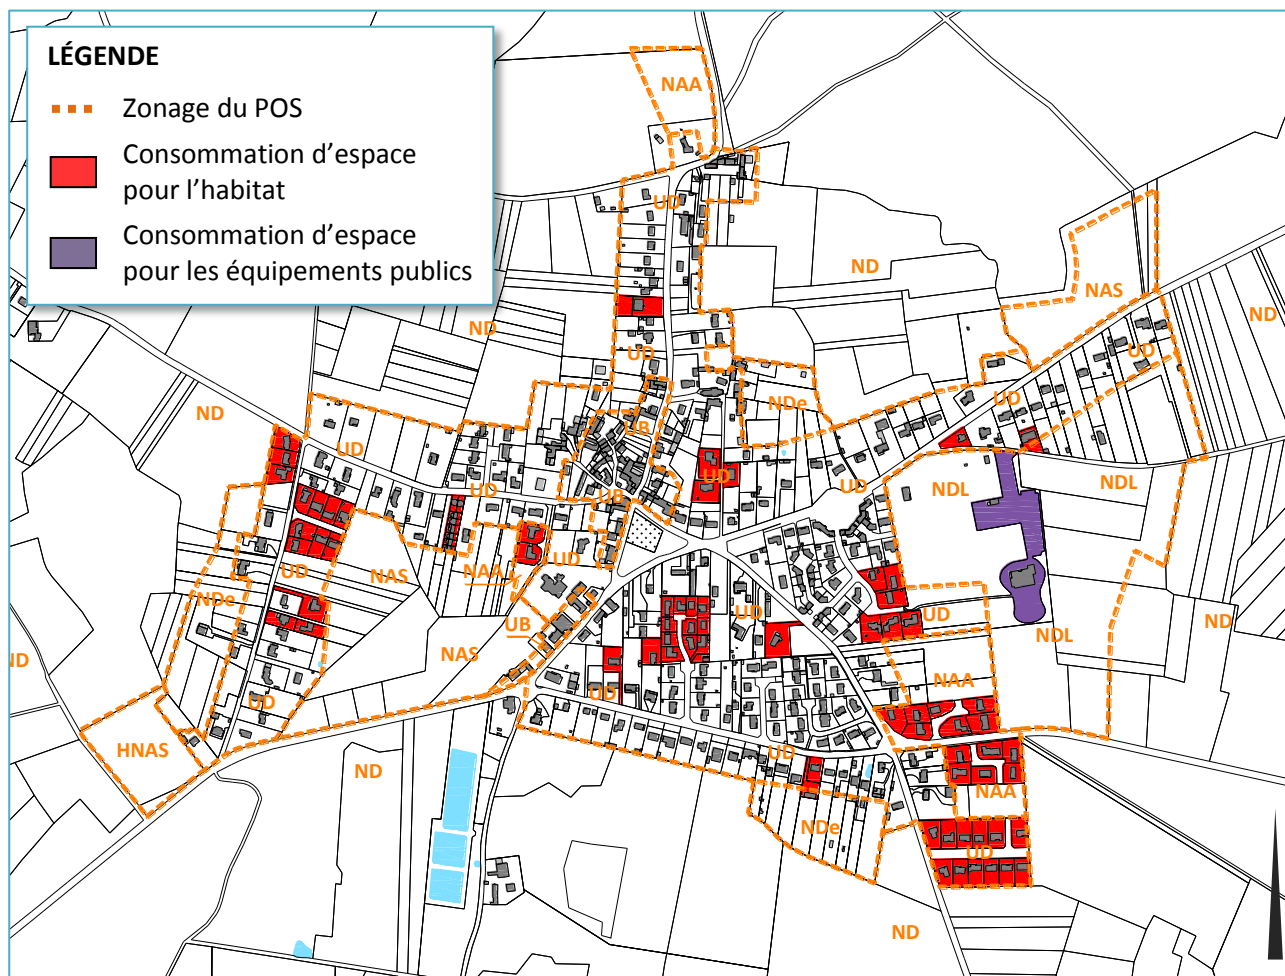 LÉGENDE
Zonage du POS
Consommation d’espace
pour l’habitat
Consommation d’espace
pour les équipements publics
NAA
UD
ND
NAS
ND
ND
UD
UD
NDe
UD
ND
UB
UD
UD
UB
UD
UD
NDL
NDL
NAS
NAA
UD
UD
NDe
UD
UD
NDL
ND
UB
NAS
ND
NAA
UD
UD
HNAS
UD
ND
NAA
NDe
UD
ND